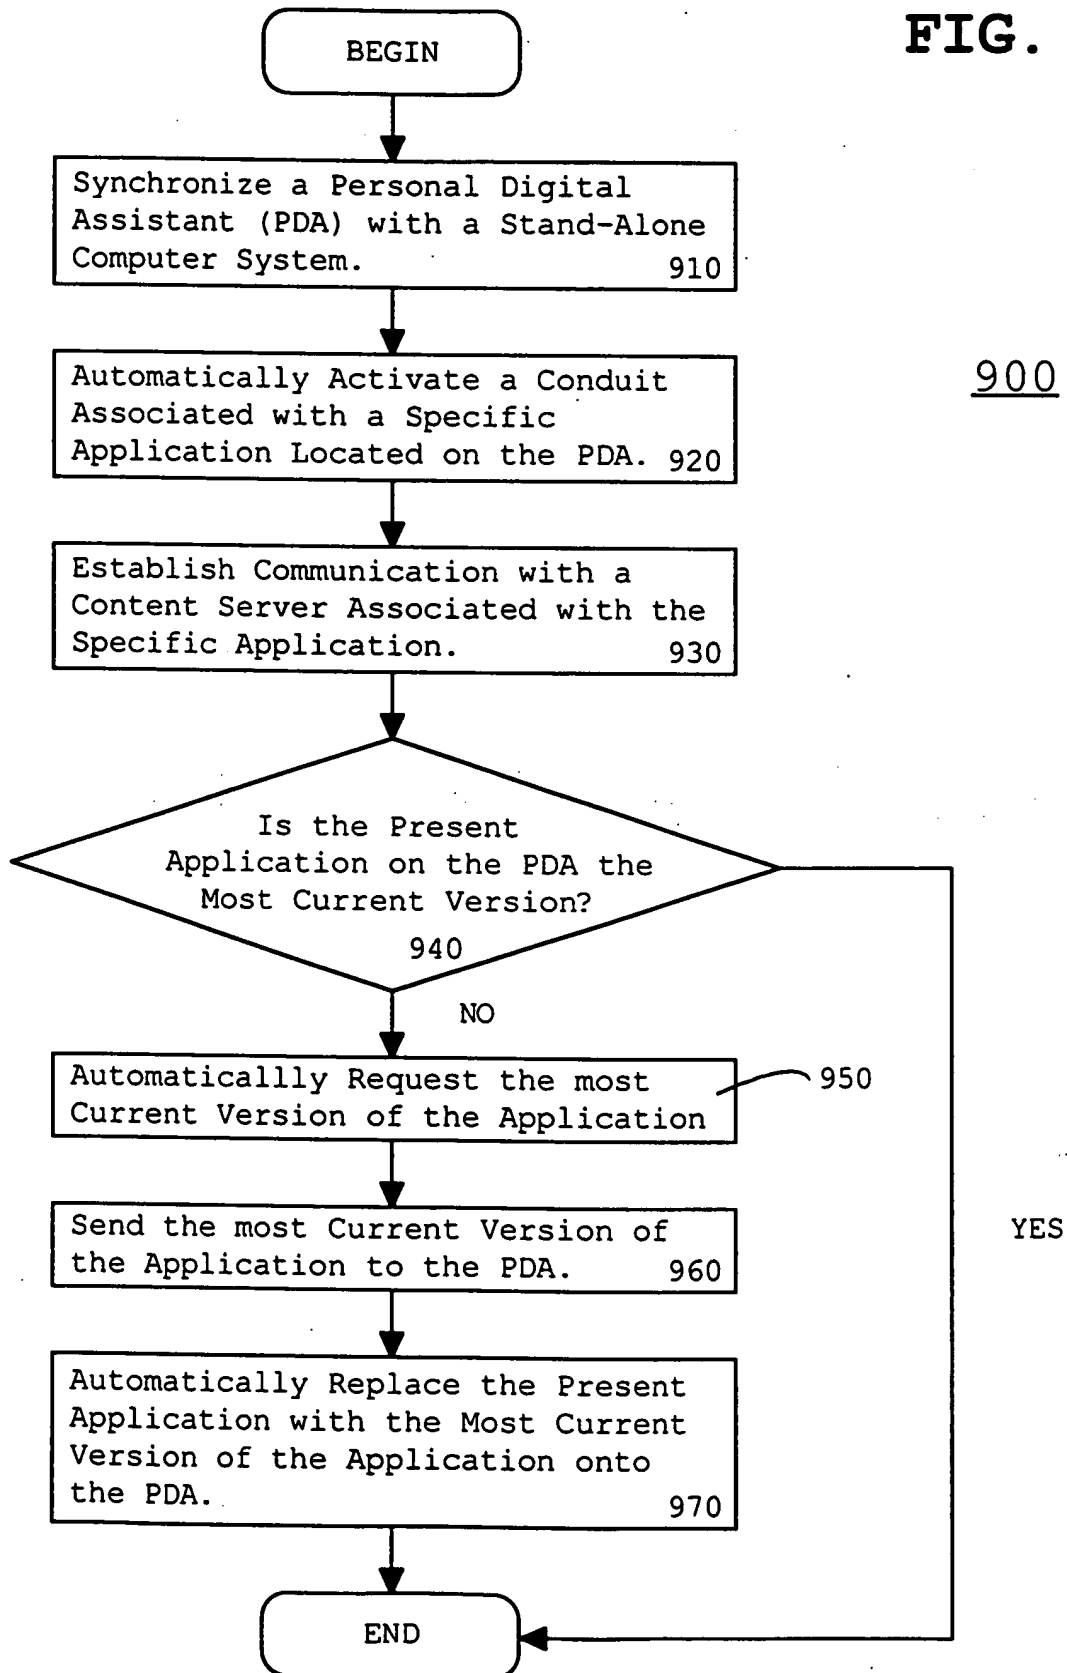 FIG.
BEGIN
Synchronize a Personal Digital
Assistant (PDA) with a Stand-Alone
Computer System.
910
900
Automatically Activate a Conduit
Associated with a Specific
Application Located on the PDA. 920
Establish Communication with a
Content Server Associated with the
Specific Application.
930
Is the Present
Application on the PDA the
Most Current Version?
940
NO
Automaticallly Request the most
Current Version of the Application
950
Send the most Current Version of
the Application to the PDA. 960
YES
Automatically Replace the Present
Application with the Most Current
Version of the Application onto
the PDA.
970
END